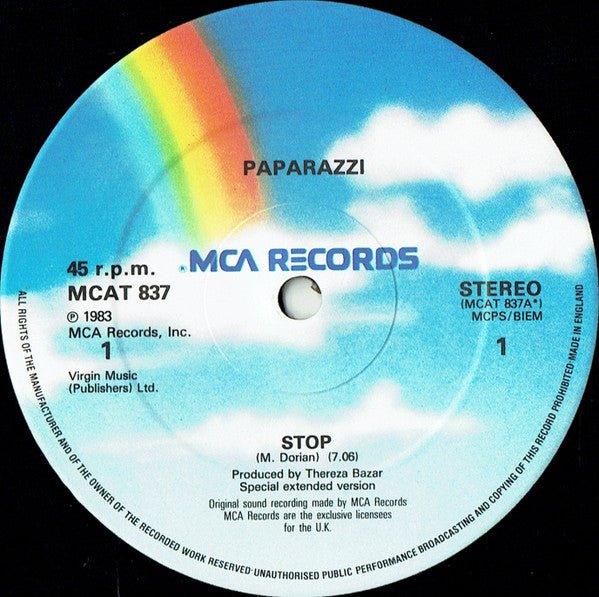 PAPARAZZI
MCA RECORDS
45 r.p.m.
MCAT 837
℗ 1983
MCA Records, Inc.
1
Virgin Music
(Publishers) Ltd.
STEREO
(MCAT 837A*)
MCPS/BIEM
1
STOP
(M. Dorian) (7.06)
Produced by Thereza Bazar
Special extended version
Original sound recording made by MCA Records
MCA Records are the exclusive licensees
for the U.K.
ALL RIGHTS OF THE MANUFACTURER AND OF THE OWNER OF THE RECORDED WORK RESERVED·UNAUTHORISED PUBLIC PERFORMANCE BROADCASTING AND COPYING OF THIS RECORD PROHIBITED·MADE IN ENGLAND